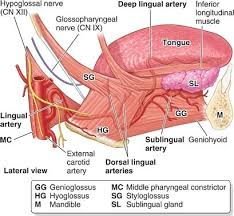 Hypoglossal nerve
(CN XII)
Glossopharyngeal
nerve (CN IX)
Deep lingual artery
Inferior
longitudinal
muscle
Tongue
SG
SL
Lingual
artery
MC
HG
GG
M
Sublingual
artery
Geniohyoid
External
carotid
artery
Dorsal lingual
arteries
Lateral view
GG Genioglossus
HG Hyoglossus
M Mandible
MC Middle pharyngeal constrictor
SG Styloglossus
SL Sublingual gland